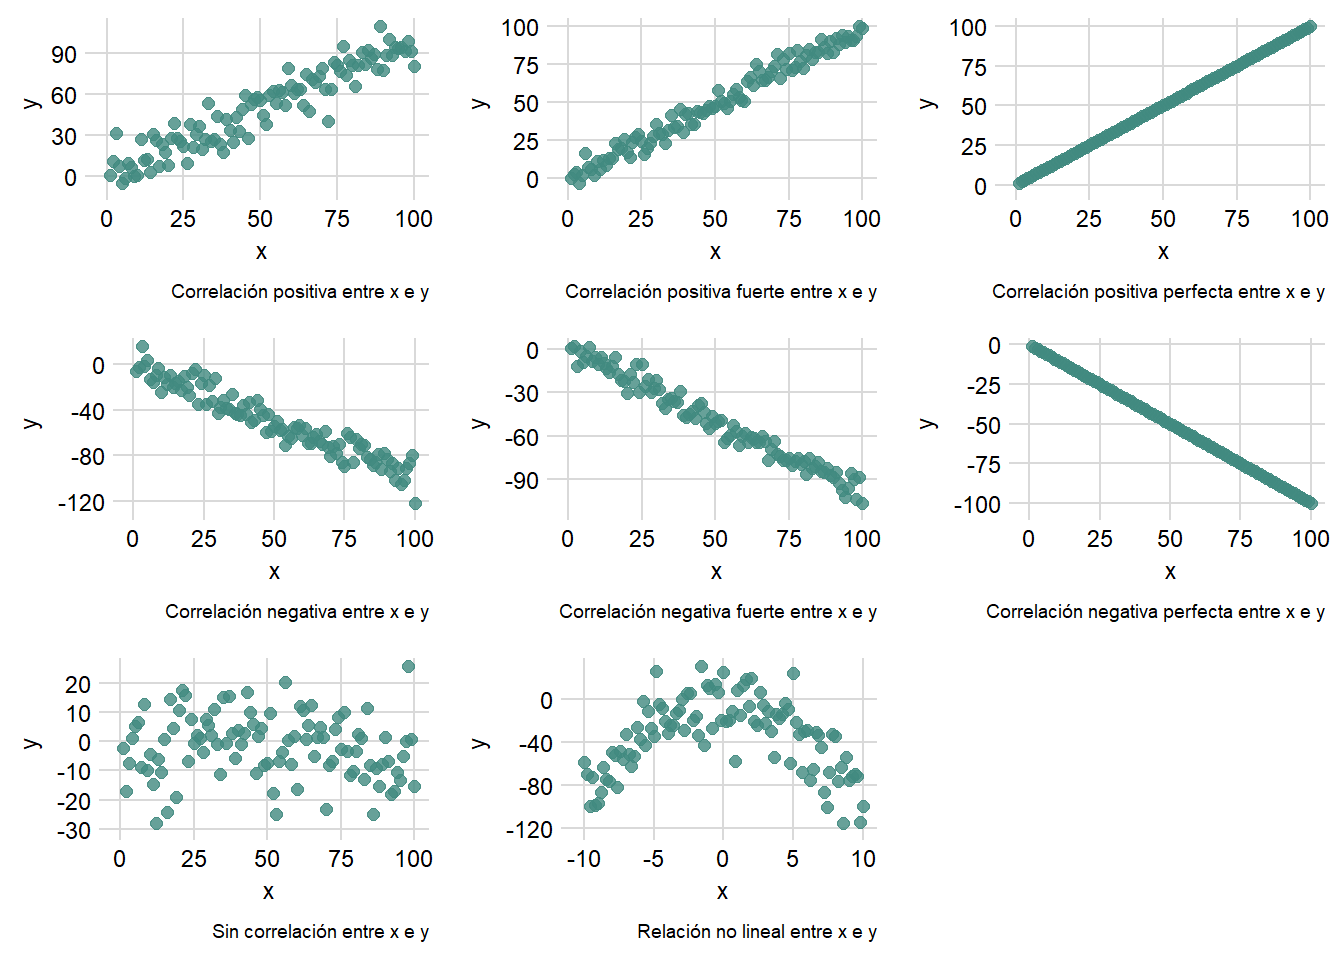 90
60
30
0
y
0 25 50 75 100
x
Correlación positiva entre x e y
100
75
50
25
0
y
0 25 50 75 100
x
Correlación positiva fuerte entre x e y
100
75
50
25
0
y
0 25 50 75 100
x
Correlación positiva perfecta entre x e y
0
-40
-80
-120
y
0 25 50 75 100
x
Correlación negativa entre x e y
0
-30
-60
-90
y
0 25 50 75 100
x
Correlación negativa fuerte entre x e y
0
-25
-50
-75
-100
y
0 25 50 75 100
x
Correlación negativa perfecta entre x e y
20
10
0
-10
-20
-30
y
0 25 50 75 100
x
Sin correlación entre x e y
0
-40
-80
-120
y
-10 -5 0 5 10
x
Relación no lineal entre x e y